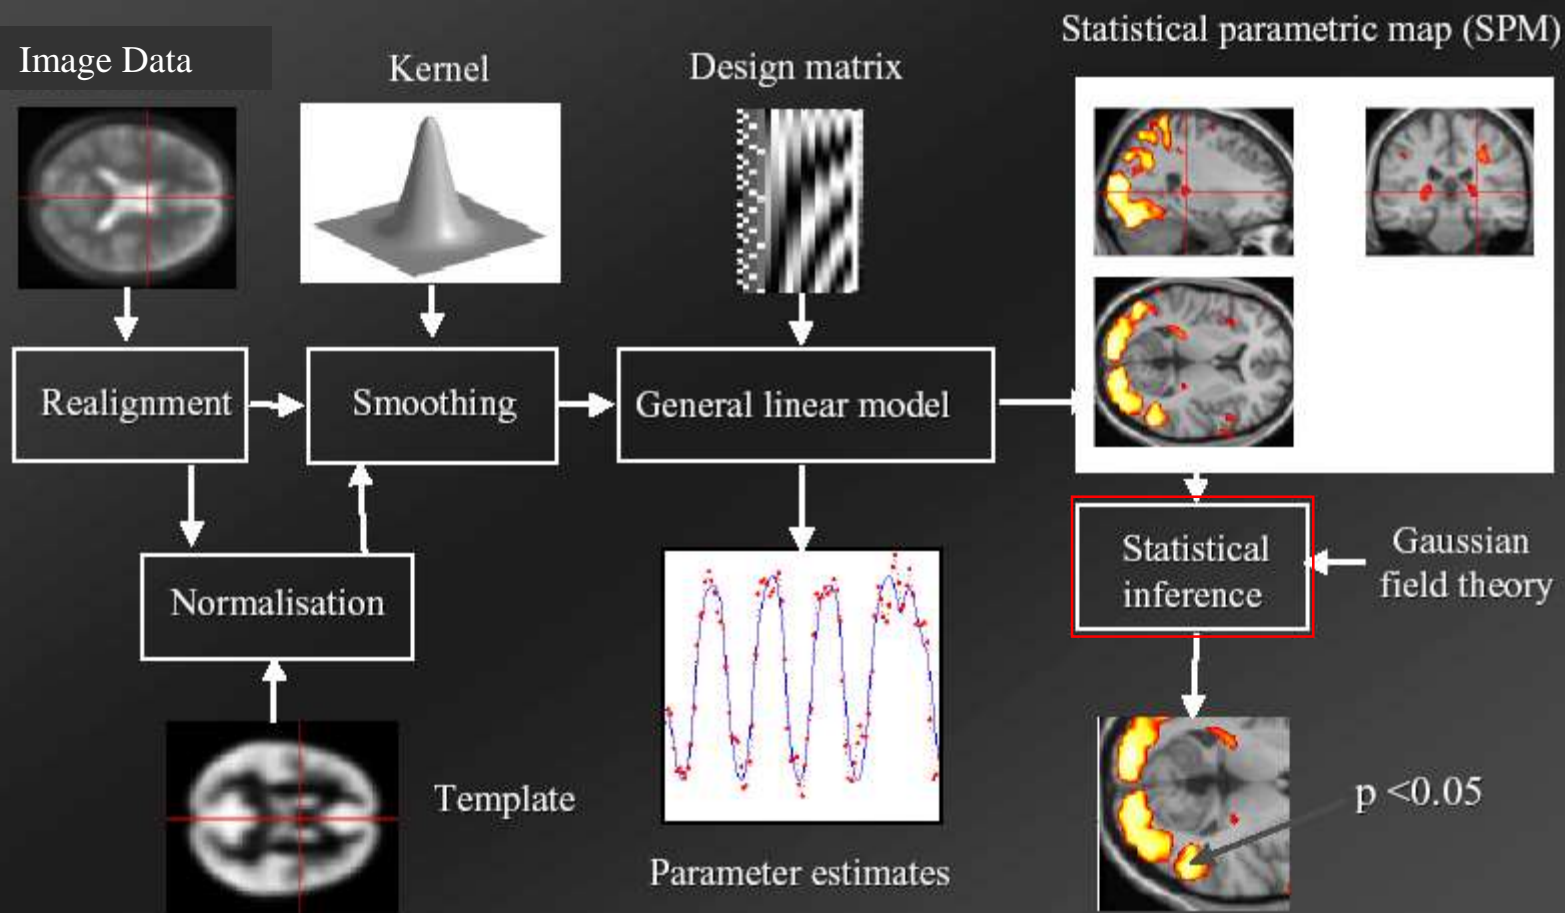 Statistical parametric map (SPM)
Image Data
Kernel
Design matrix
Realignment
Smoothing
General linear model
Statistical
inference
Gaussian
field theory
Normalisation
Template
p <0.05
Parameter estimates